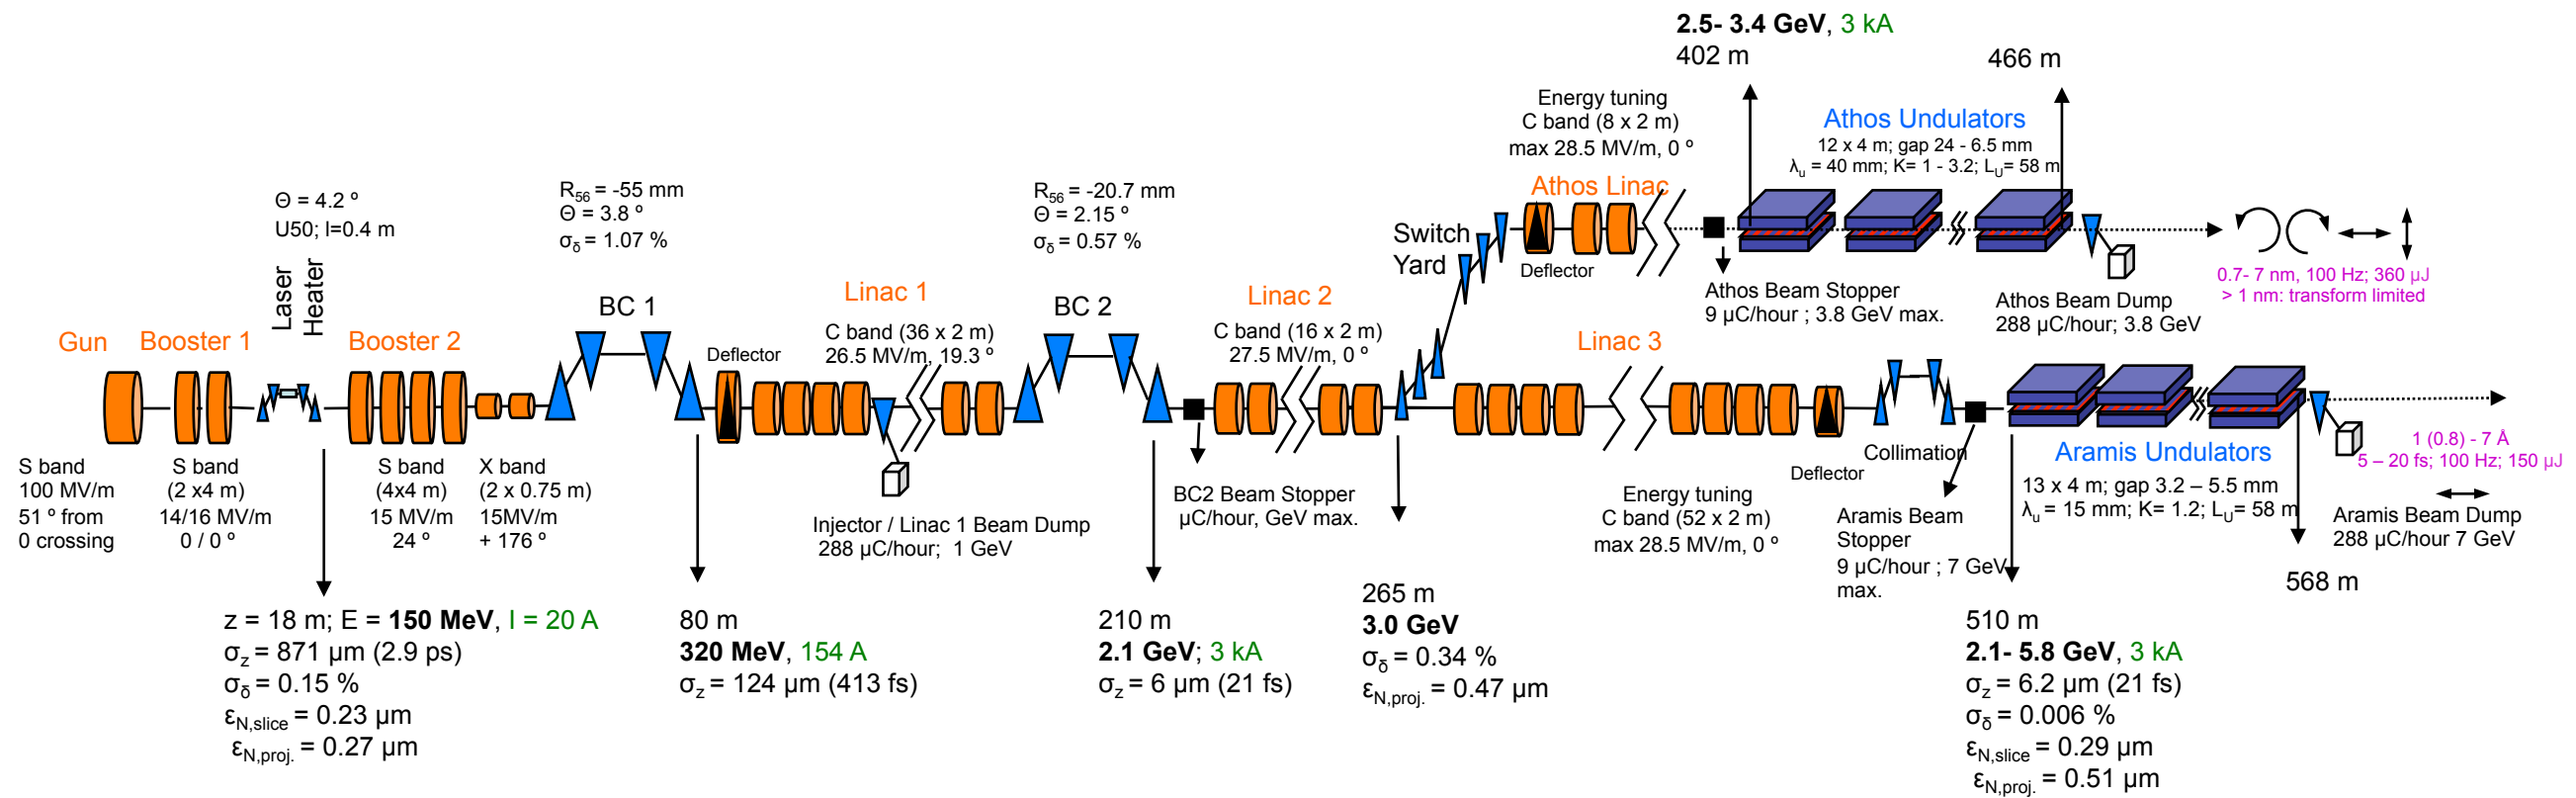 2.5- 3.4 GeV, 3 kA
402 m
466 m
Energy tuning
C band (8 x 2 m)
max 28.5 MV/m, 0 º
Athos Undulators
12 x 4 m; gap 24 - 6.5 mm
λu = 40 mm; K= 1 - 3.2; LU= 58 m
Athos Linac
Θ = 4.2 º
U50; l=0.4 m
R56 = -55 mm
Θ = 3.8 º
σδ = 1.07 %
R56 = -20.7 mm
Θ = 2.15 º
σδ = 0.57 %
Switch
Yard
Deflector
Athos Beam Stopper
9 µC/hour ; 3.8 GeV max.
Athos Beam Dump
288 µC/hour; 3.8 GeV
0.7- 7 nm, 100 Hz; 360 µJ
> 1 nm: transform limited
Gun
Booster 1
Laser
Heater
Booster 2
BC 1
Deflector
Linac 1
C band (36 x 2 m)
26.5 MV/m, 19.3 º
BC 2
Linac 2
C band (16 x 2 m)
27.5 MV/m, 0 º
Linac 3
S band
100 MV/m
51 º from
0 crossing
S band
(2 x4 m)
14/16 MV/m
0 / 0 º
S band
(4x4 m)
15 MV/m
24 º
X band
(2 x 0.75 m)
15MV/m
+ 176 º
Injector / Linac 1 Beam Dump
288 µC/hour;  1 GeV
BC2 Beam Stopper
µC/hour, GeV max.
Energy tuning
C band (52 x 2 m)
max 28.5 MV/m, 0 º
Deflector
Collimation
Aramis Beam
Stopper
9 µC/hour ; 7 GeV
max.
Aramis Undulators
13 x 4 m; gap 3.2 – 5.5 mm
λu = 15 mm; K= 1.2; LU= 58 m
1 (0.8) - 7 Å
5 – 20 fs; 100 Hz; 150 µJ
Aramis Beam Dump
288 µC/hour 7 GeV
z = 18 m; E = 150 MeV, I = 20 A
σz = 871 µm (2.9 ps)
σδ = 0.15 %
εN,slice = 0.23 µm
εN,proj. = 0.27 µm
80 m
320 MeV, 154 A
σz = 124 µm (413 fs)
210 m
2.1 GeV; 3 kA
σz = 6 µm (21 fs)
265 m
3.0 GeV
σδ = 0.34 %
εN,proj. = 0.47 µm
510 m
2.1- 5.8 GeV, 3 kA
σz = 6.2 µm (21 fs)
σδ = 0.006 %
εN,slice = 0.29 µm
εN,proj. = 0.51 µm
568 m